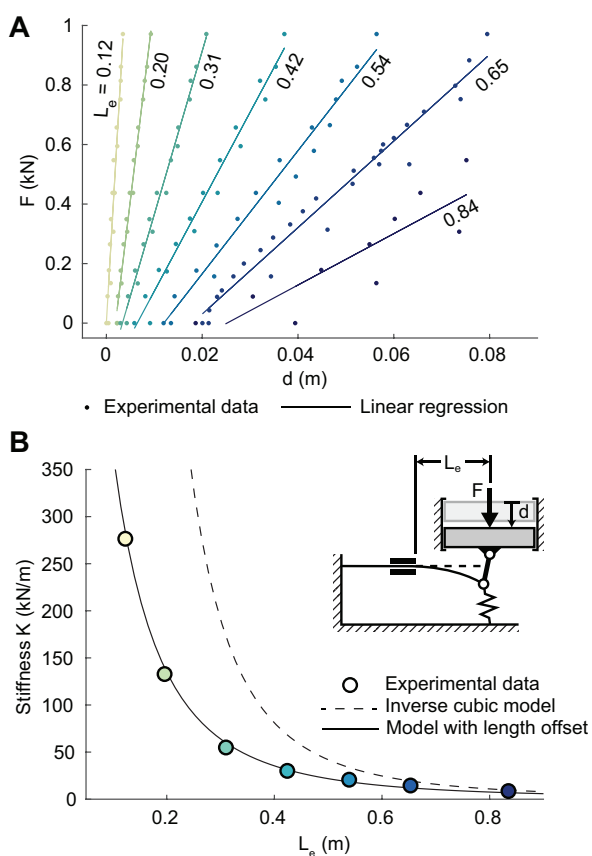 A
1
0.8
0.6
0.4
0.2
0
F (kN)
L_e = 0.12
0.20
0.31
0.42
0.54
0.65
0.84
0 0.02 0.04 0.06 0.08
d (m)
Experimental data Linear regression
B
350
300
250
200
150
100
50
0
Stiffness K (kN/m)
L_e
F
d
Experimental data
Inverse cubic model
Model with length offset
0.2 0.4 0.6 0.8
L_e (m)